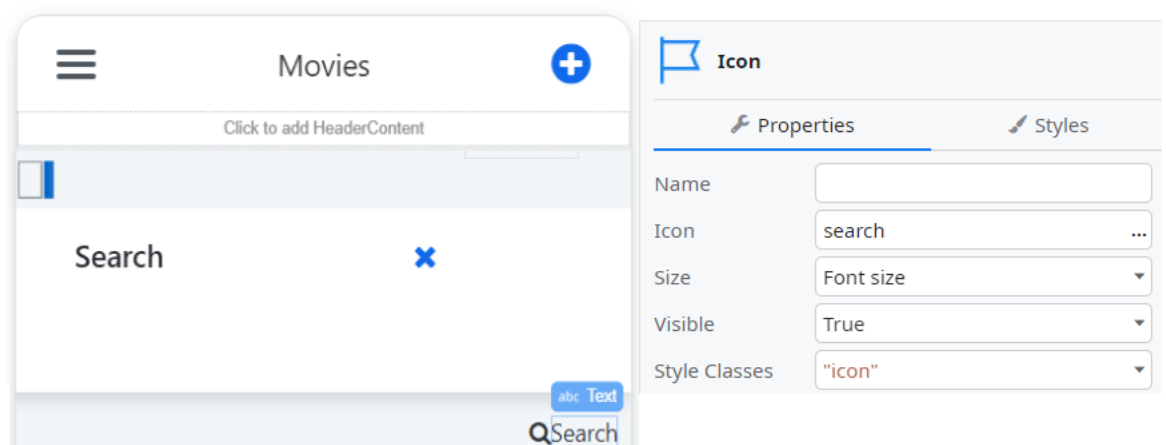 Movies
Click to add HeaderContent
Search
abc Text
Search
Icon
Properties
Styles
Name
Icon
search
...
Size
Font size
Visible
True
Style Classes
"icon"